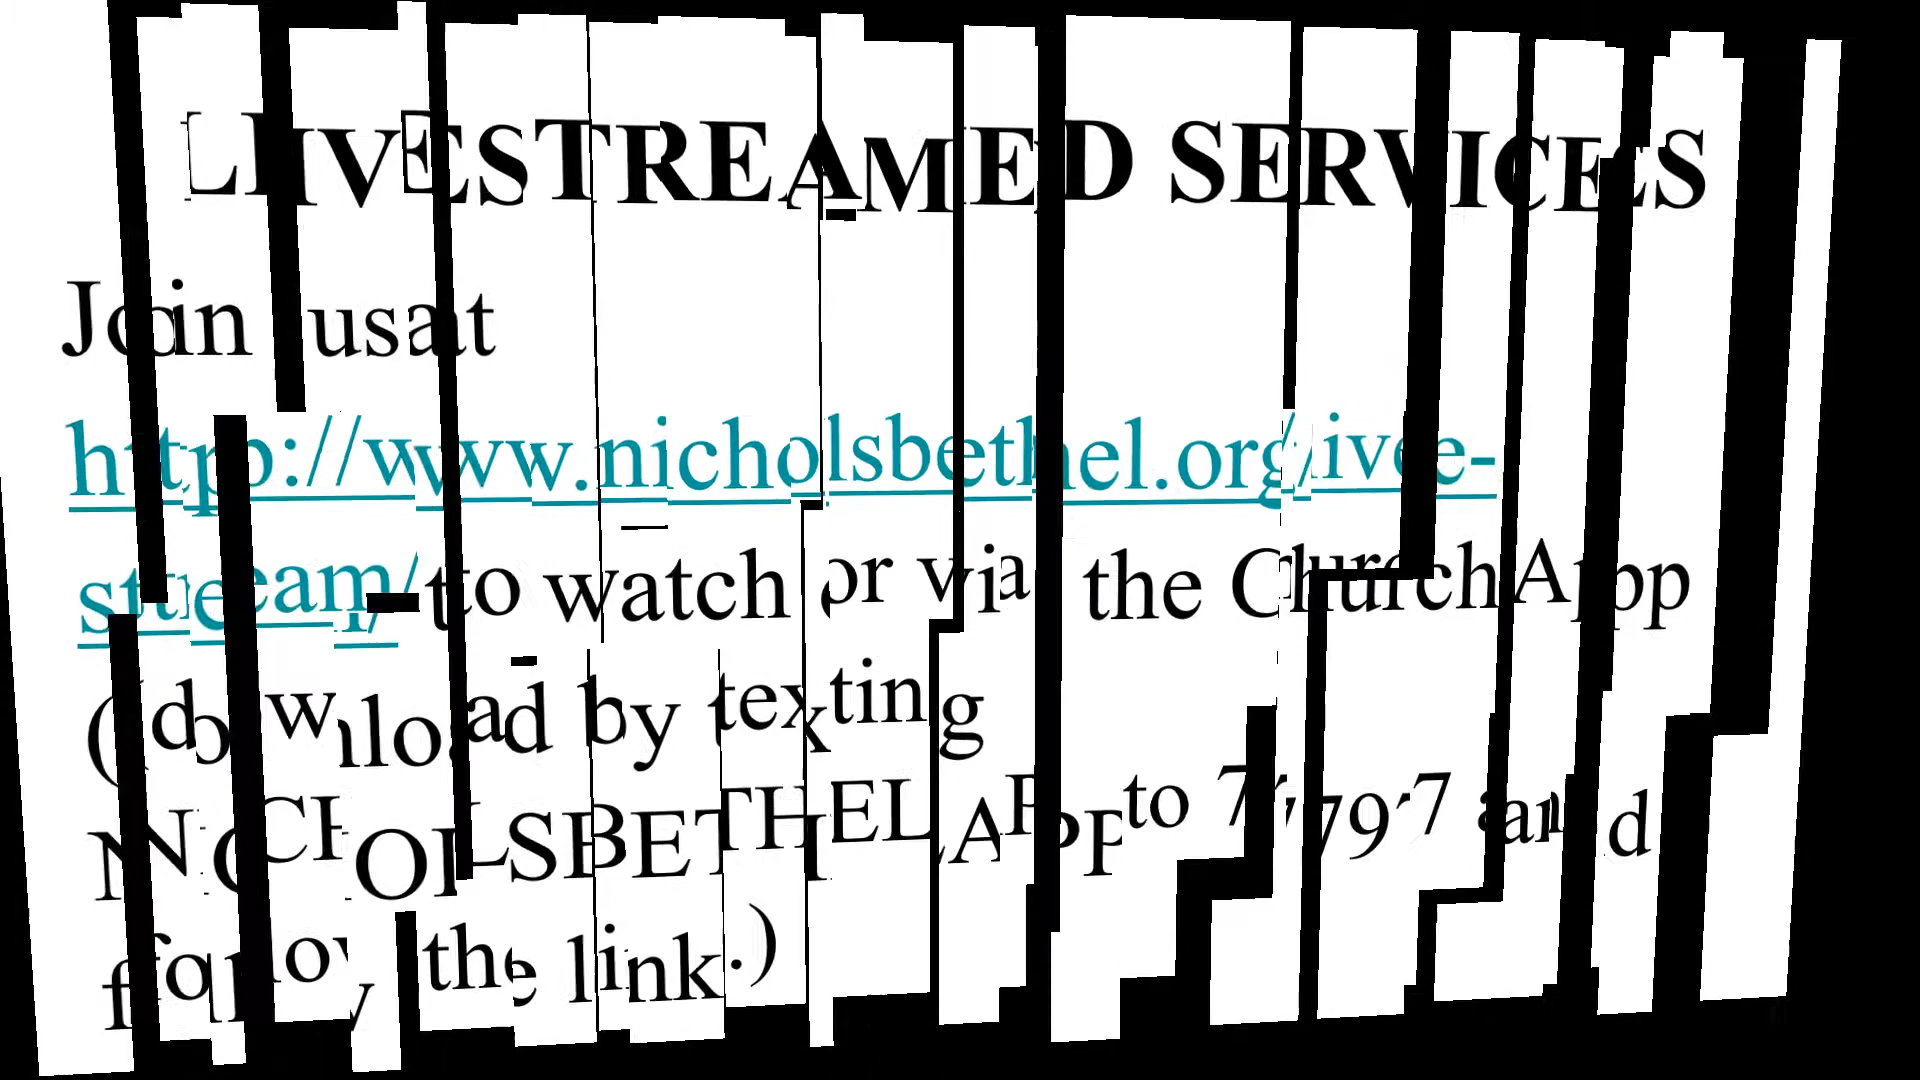 LIVESTREAMED SERVICES
Join us at
http://www.nicholsbethel.org/live-
stream/ to watch or via the Church App
(download by texting
NICHOLSBETHELAPP to 77977 and
follow the link.)